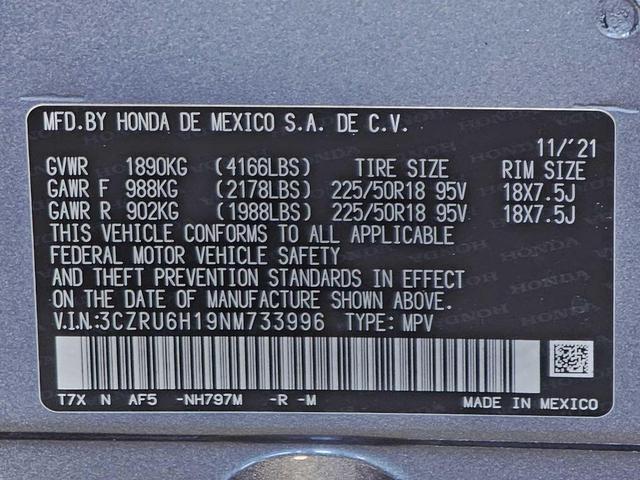 MFD.BY HONDA DE MEXICO S.A. DE C.V.
11/'21
GVWR 1890KG (4166LBS) TIRE SIZE RIM SIZE
GAWR F 988KG (2178LBS) 225/50R18 95V 18X7.5J
GAWR R 902KG (1988LBS) 225/50R18 95V 18X7.5J
THIS VEHICLE CONFORMS TO ALL APPLICABLE
FEDERAL MOTOR VEHICLE SAFETY
AND THEFT PREVENTION STANDARDS IN EFFECT
ON THE DATE OF MANUFACTURE SHOWN ABOVE.
V.I.N:3CZRU6H19NM733996 TYPE: MPV
T7X N AF5 -NH797M -R -M MADE IN MEXICO